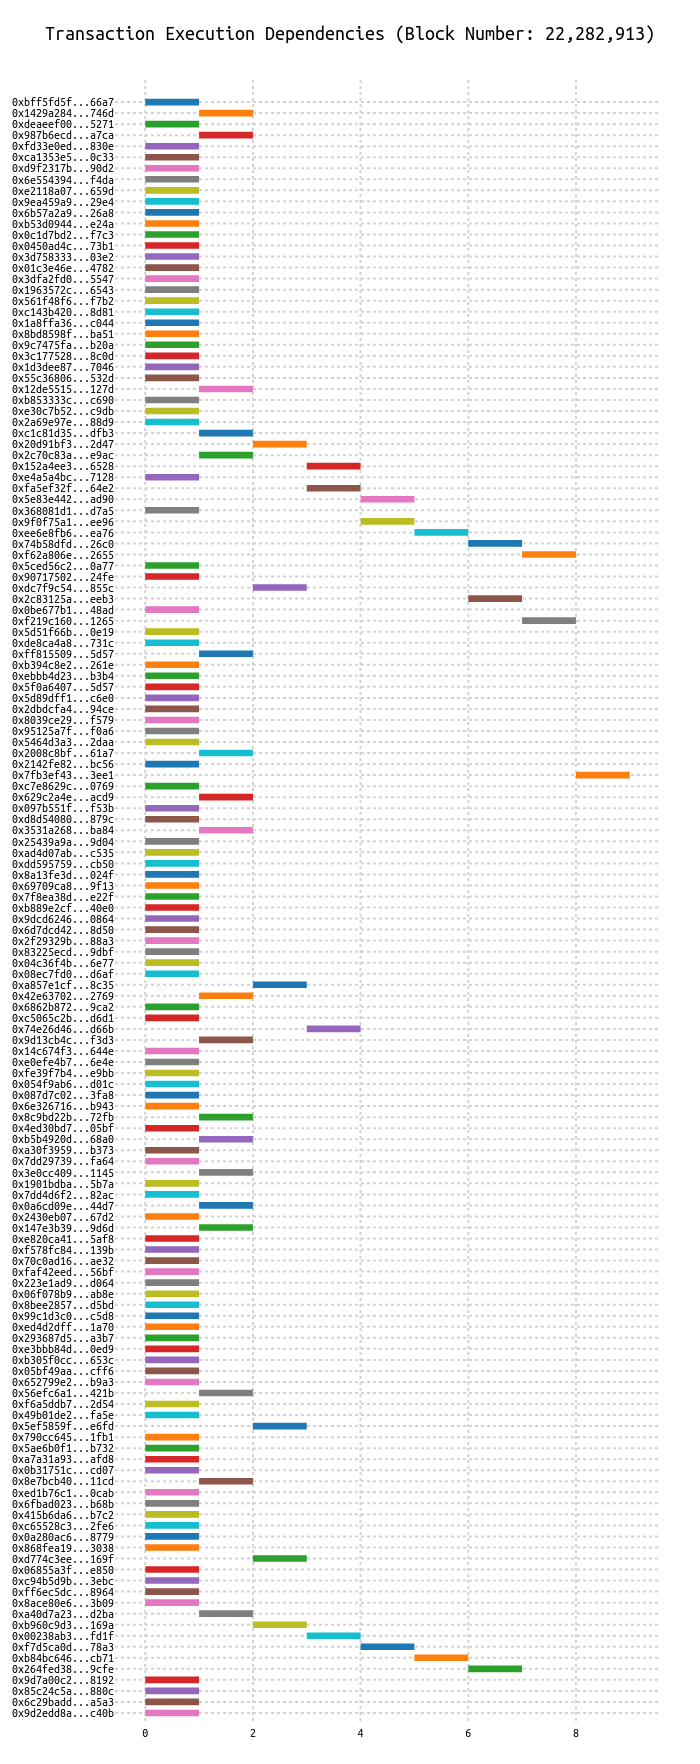 Transaction Execution Dependencies (Block Number: 22,282,913)
0xbff5fd5f...66a7
0x1429a284...746d
0xdeaeef00...5271
0x987b6ecd...a7ca
0xfd33e0ed...830e
0xca1353e5...0c33
0xd9f2317b...90d2
0x6e554394...f4da
0xe2118a07...659d
0x9ea459a9...29e4
0x6b57a2a9...26a8
0xb53d0944...e24a
0x0c1d7bd2...f7c3
0x0450ad4c...73b1
0x3d758333...03e2
0x01c3e46e...4782
0x3dfa2fd0...5547
0x1963572c...6543
0x561f48f6...f7b2
0xc143b420...8d81
0x1a8ffa36...c044
0x8bd8598f...ba51
0x9c7475fa...b20a
0x3c177528...8c0d
0x1d3dee87...7046
0x55c36806...532d
0x12de5515...127d
0xb853333c...c690
0xe30c7b52...c9db
0x2a69e97e...88d9
0xc1c81d35...dfb3
0x20d91bf3...2d47
0x2c70c83a...e9ac
0x152a4ee3...6528
0xe4a5a4bc...7128
0xfa5ef32f...64e2
0x5e83e442...ad90
0x368081d1...d7a5
0x9f0f75a1...ee96
0xee6e8fb6...ea76
0x74b58dfd...26c0
0xf62a806e...2655
0x5ced56c2...0a77
0x90717502...24fe
0xdc7f9c54...855c
0x2c83125a...eeb3
0x0be677b1...48ad
0xf219c160...1265
0x5d51f66b...0e19
0xde8ca4a8...731c
0xff815509...5d57
0xb394c8e2...261e
0xebbb4d23...b3b4
0x5f0a6407...5d57
0x5d89dff1...c6e0
0x2dbdcfa4...94ce
0x8039ce29...f579
0x95125a7f...f0a6
0x5464d3a3...2daa
0x2008c8bf...61a7
0x2142fe82...bc56
0x7fb3ef43...3ee1
0xc7e8629c...0769
0x629c2a4e...acd9
0x097b551f...f53b
0xd8d54080...879c
0x3531a268...ba84
0x25439a9a...9d04
0xad4d07ab...c535
0xdd595759...cb50
0x8a13fe3d...024f
0x69709ca8...9f13
0x7f8ea38d...e22f
0xb889e2cf...40e0
0x9dcd6246...0864
0x6d7dcd42...8d50
0x2f29329b...88a3
0x83225ecd...9dbf
0x04c36f4b...6e77
0x08ec7fd0...d6af
0xa857e1cf...8c35
0x42e63702...2769
0x6862b872...9ca2
0xc5065c2b...d6d1
0x74e26d46...d66b
0x9d13cb4c...f3d3
0x14c674f3...644e
0xe0efe4b7...6e4e
0xfe39f7b4...e9bb
0x054f9ab6...d01c
0x087d7c02...3fa8
0x6e326716...b943
0x8c9bd22b...72fb
0x4ed30bd7...05bf
0xb5b4920d...68a0
0xa30f3959...b373
0x7dd29739...fa64
0x3e0cc409...1145
0x1901bdba...5b7a
0x7dd4d6f2...82ac
0x0a6cd09e...44d7
0x2430eb07...67d2
0x147e3b39...9d6d
0xe820ca41...5af8
0xf578fc84...139b
0x70c0ad16...ae32
0xfaf42eed...56bf
0x223e1ad9...d064
0x06f078b9...ab8e
0x8bee2857...d5bd
0x99c1d3c0...c5d8
0xed4d2dff...1a70
0x293687d5...a3b7
0xe3bbb84d...0ed9
0xb305f0cc...653c
0x05bf49aa...cff6
0x652799e2...b9a3
0x56efc6a1...421b
0xf6a5ddb7...2d54
0x49b01de2...fa5e
0x5ef5859f...e6fd
0x790cc645...1fb1
0x5ae6b0f1...b732
0xa7a31a93...afd8
0x0b31751c...cd07
0x8e7bcb40...11cd
0xed1b76c1...0cab
0x6fbad023...b68b
0x415b6da6...b7c2
0xc65528c3...2fe6
0x0a280ac6...8779
0x868fea19...3038
0xd774c3ee...169f
0x06855a3f...e850
0xc94b5d9b...3ebc
0xff6ec5dc...8964
0x8ace80e6...3b09
0xa40d7a23...d2ba
0xb960c9d3...169a
0x00238ab3...fd1f
0xf7d5ca0d...78a3
0xb84bc646...cb71
0x264fed38...9cfe
0x9d7a00c2...8192
0x85c24c5a...880c
0x6c29badd...a5a3
0x9d2edd8a...c40b
0 2 4 6 8